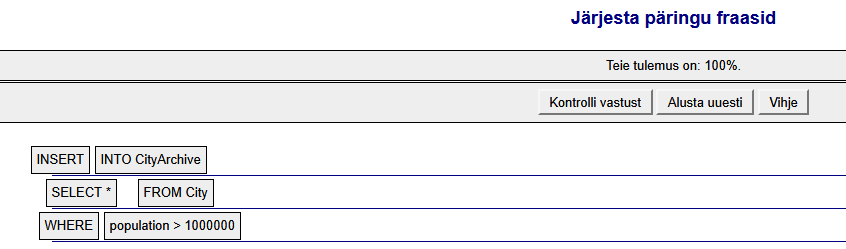 Järjesta päringu fraasid
Teie tulemus on: 100%.
Kontrolli vastust Alusta uuesti Vihje
INSERT INTO CityArchive
SELECT * FROM City
WHERE population > 1000000